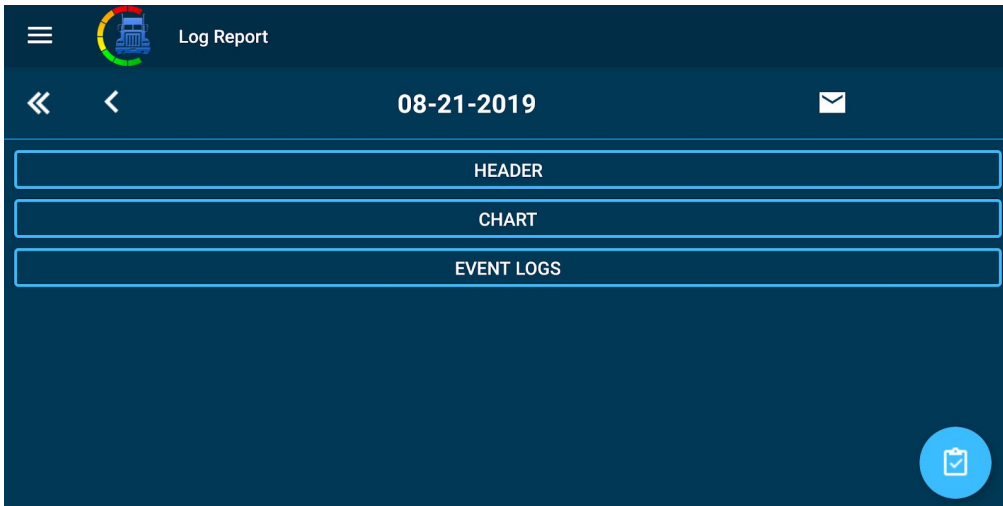 Log Report
08-21-2019
HEADER
CHART
EVENT LOGS